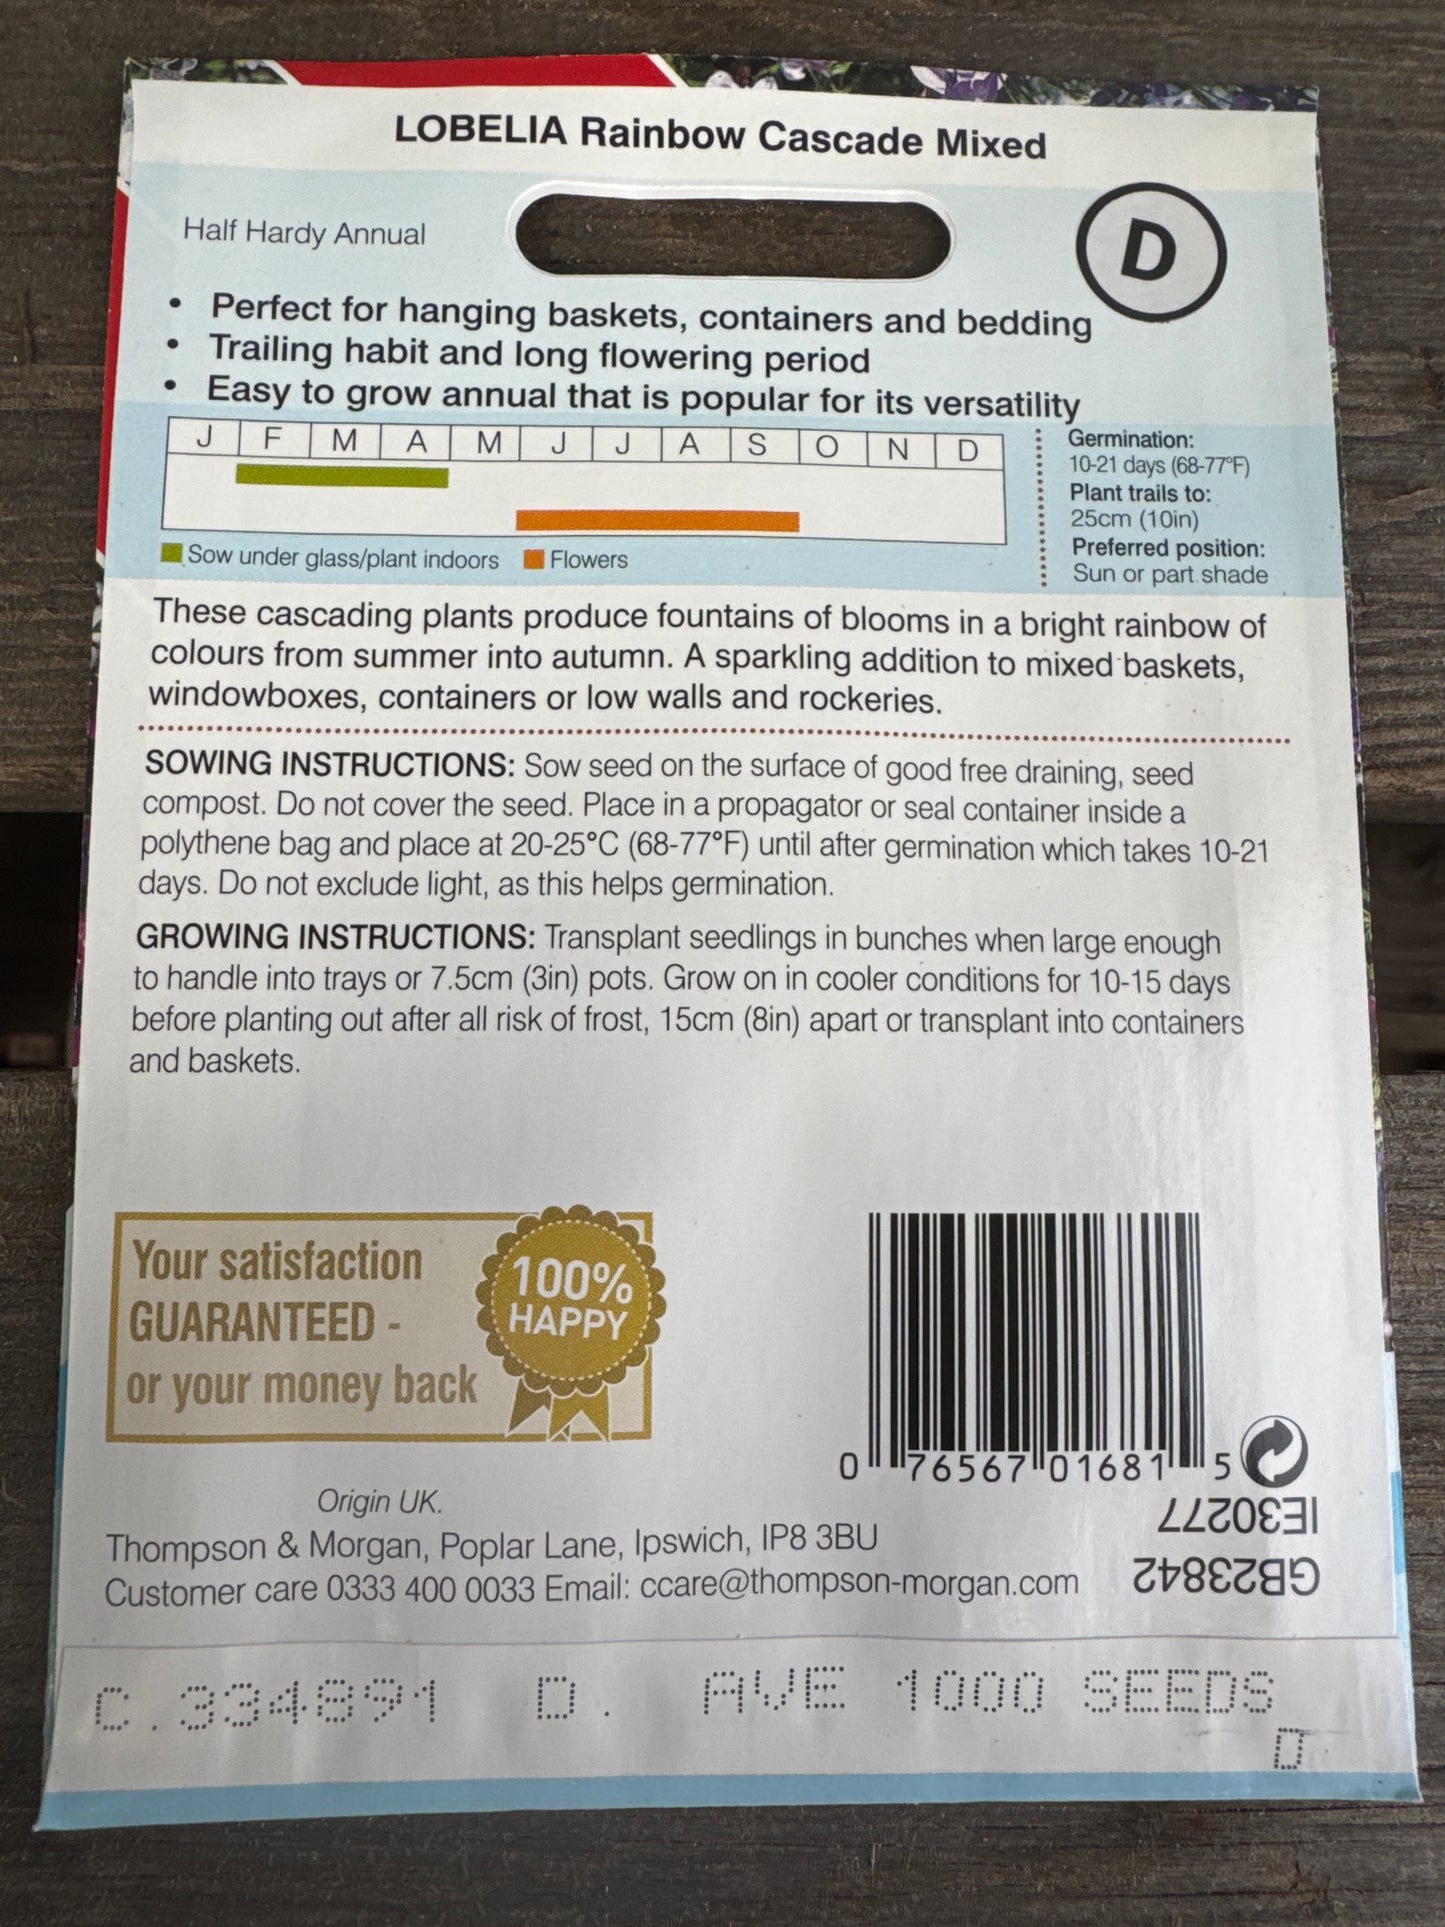 LOBELIA Rainbow Cascade Mixed
Half Hardy Annual
D
• Perfect for hanging baskets, containers and bedding
• Trailing habit and long flowering period
• Easy to grow annual that is popular for its versatility
J F M A M J J A S O N D
Sow under glass/plant indoors Flowers
Germination:
10-21 days (68-77°F)
Plant trails to:
25cm (10in)
Preferred position:
Sun or part shade
These cascading plants produce fountains of blooms in a bright rainbow of
colours from summer into autumn. A sparkling addition to mixed baskets,
windowboxes, containers or low walls and rockeries.
SOWING INSTRUCTIONS: Sow seed on the surface of good free draining, seed
compost. Do not cover the seed. Place in a propagator or seal container inside a
polythene bag and place at 20-25°C (68-77°F) until after germination which takes 10-21
days. Do not exclude light, as this helps germination.
GROWING INSTRUCTIONS: Transplant seedlings in bunches when large enough
to handle into trays or 7.5cm (3in) pots. Grow on in cooler conditions for 10-15 days
before planting out after all risk of frost, 15cm (8in) apart or transplant into containers
and baskets.
Your satisfaction
GUARANTEED -
or your money back
100%
HAPPY
0 76567 01681 5
IE30277
GB23842
Origin UK.
Thompson & Morgan, Poplar Lane, Ipswich, IP8 3BU
Customer care 0333 400 0033 Email: ccare@thompson-morgan.com
C.334891 D. AVE 1000 SEEDS
D